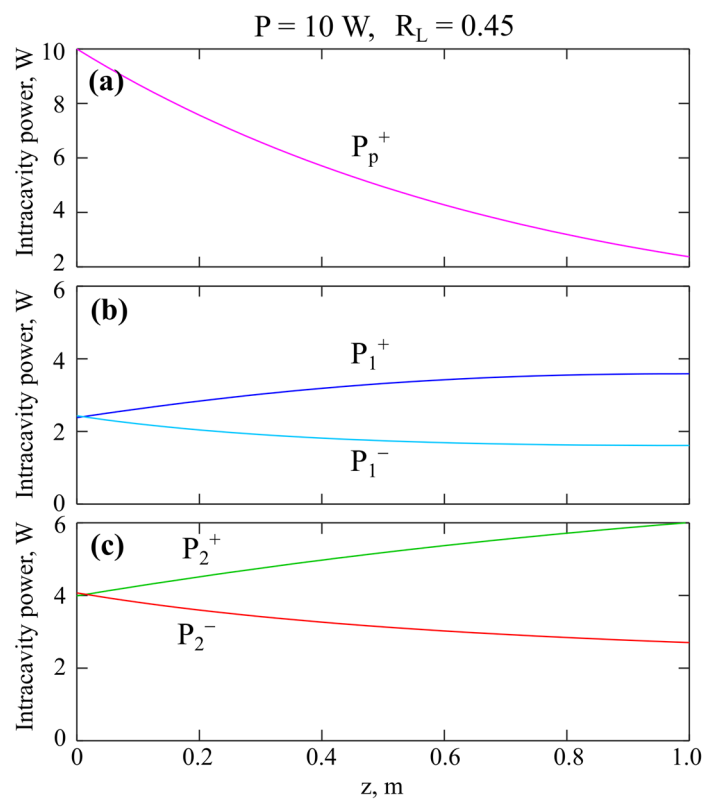 P = 10 W, R_L = 0.45
Intracavity power, W
10
8
6
4
2
(a)
P_p^+
Intracavity power, W
6
4
2
0
(b)
P_1^+
P_1^−
Intracavity power, W
6
4
2
0
(c)
P_2^+
P_2^−
0 0.2 0.4 0.6 0.8 1.0
z, m